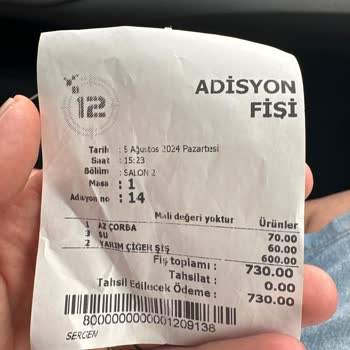 12
ADİSYON
FİŞİ
Tarih : 5 Ağustos 2024 Pazartesi
Saat : 15:23
Bölüm : SALON 2
Masa : 1
Adisyon no : 14
Mali değeri yoktur Ürünler
1 AZ ÇORBA 70.00
3 SU 60.00
2 YARIM ÇİĞER ŞİŞ 600.00
Fiş toplamı : 730.00
Tahsilat : 0.00
Tahsil Edilecek Ödeme : 730.00
8000000000001209138
SERGEN